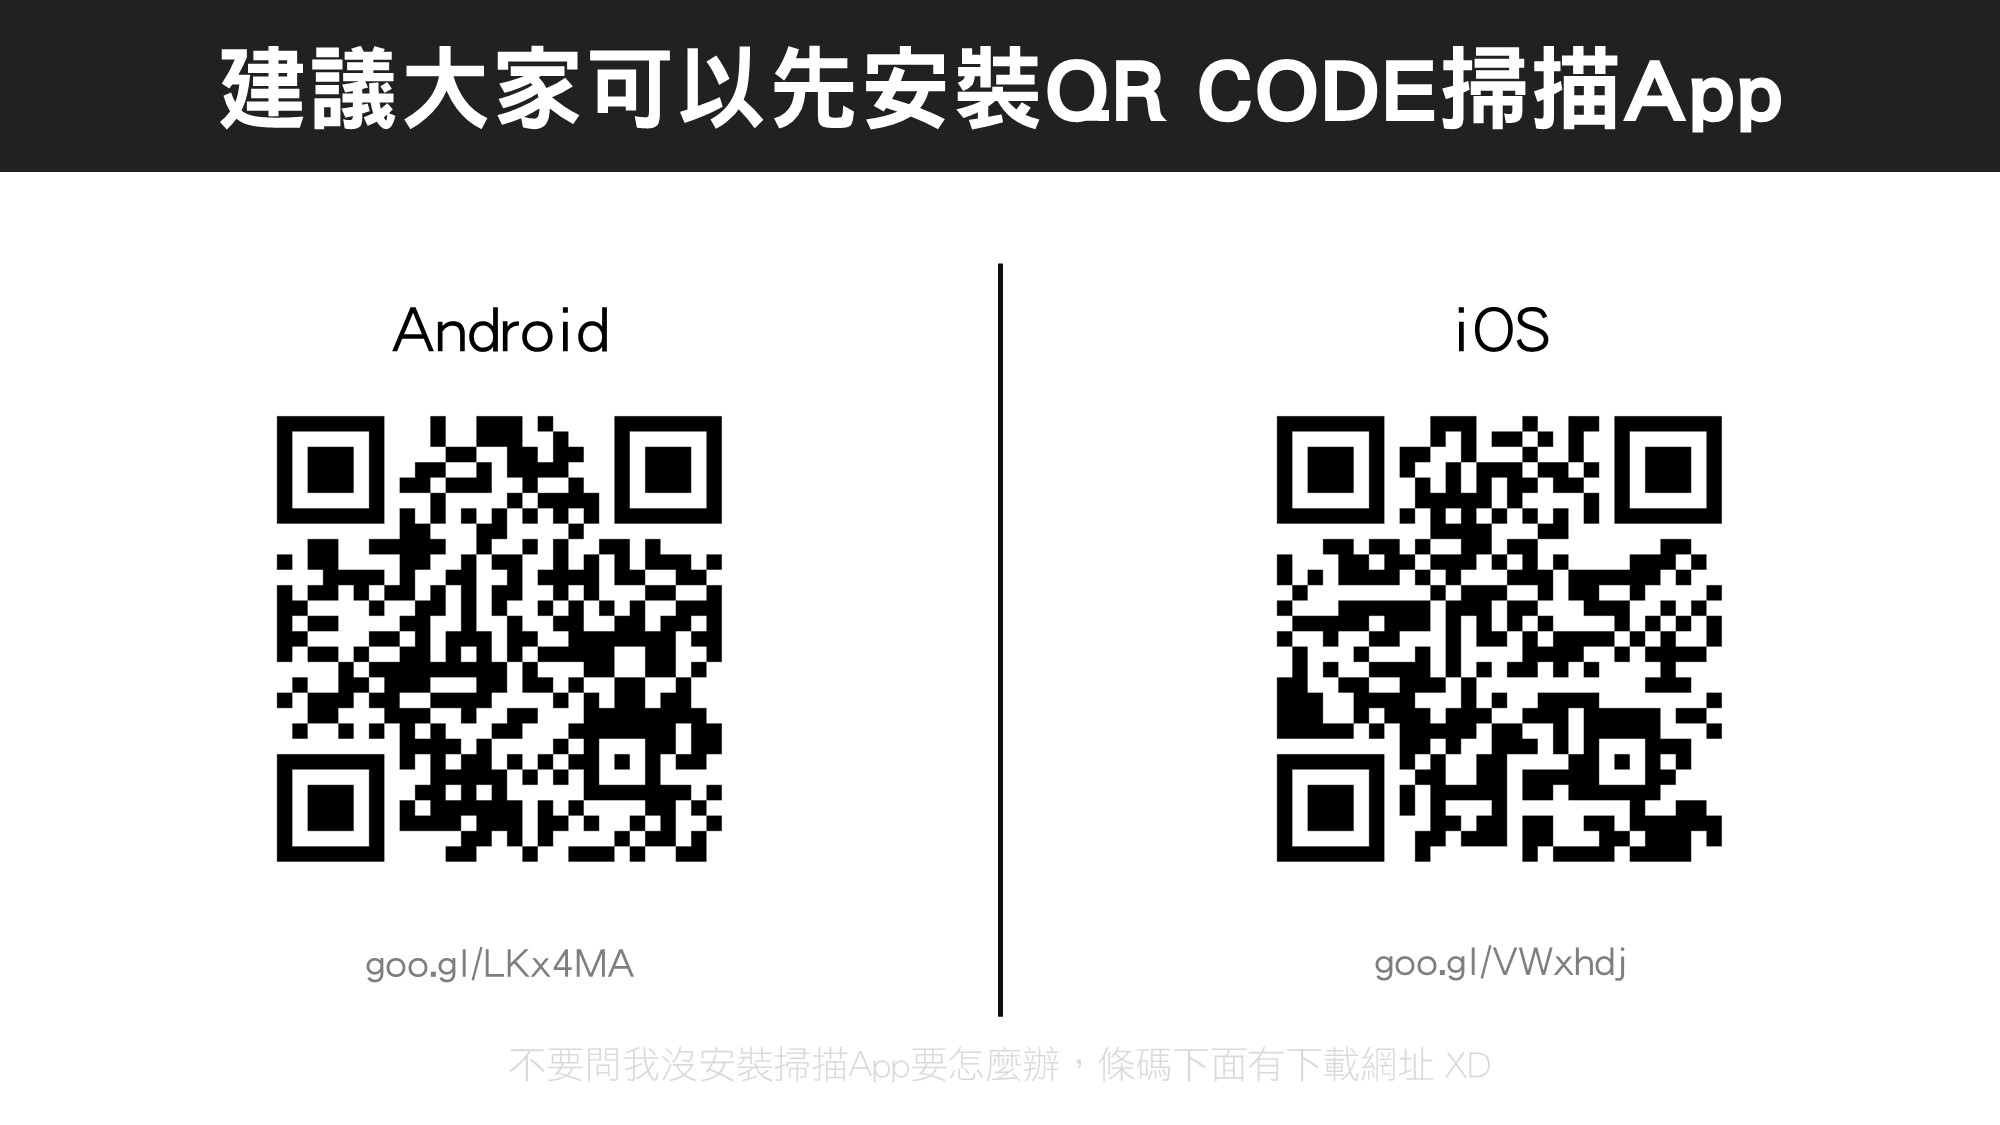 建議大家可以先安裝QR CODE掃描App
Android
iOS
goo.gl/LKx4MA
goo.gl/VWxhdj
不要問我沒安裝掃描App要怎麼辦，條碼下面有下載網址 XD